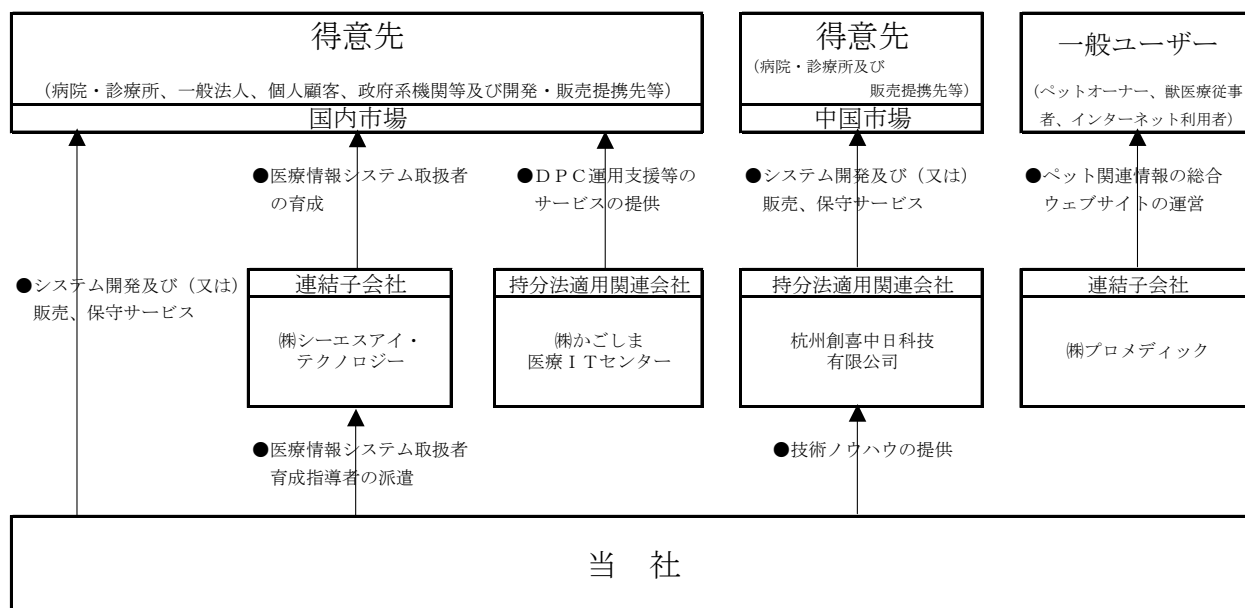 得意先
(病院・診療所、一般法人、個人顧客、政府系機関等及び開発・販売提携先等)
国内市場
得意先
(病院・診療所及び
販売提携先等)
中国市場
一般ユーザー
(ペットオーナー、獣医療従事
者、インターネット利用者)
●医療情報システム取扱者
の育成
●ＤＰＣ運用支援等の
サービスの提供
●システム開発及び(又は)
販売、保守サービス
●ペット関連情報の総合
ウェブサイトの運営
●システム開発及び(又は)
販売、保守サービス
連結子会社
㈱シーエスアイ・
テクノロジー
持分法適用関連会社
㈱かごしま
医療ＩＴセンター
持分法適用関連会社
杭州創喜中日科技
有限公司
連結子会社
㈱プロメディック
●医療情報システム取扱者
育成指導者の派遣
●技術ノウハウの提供
当　社